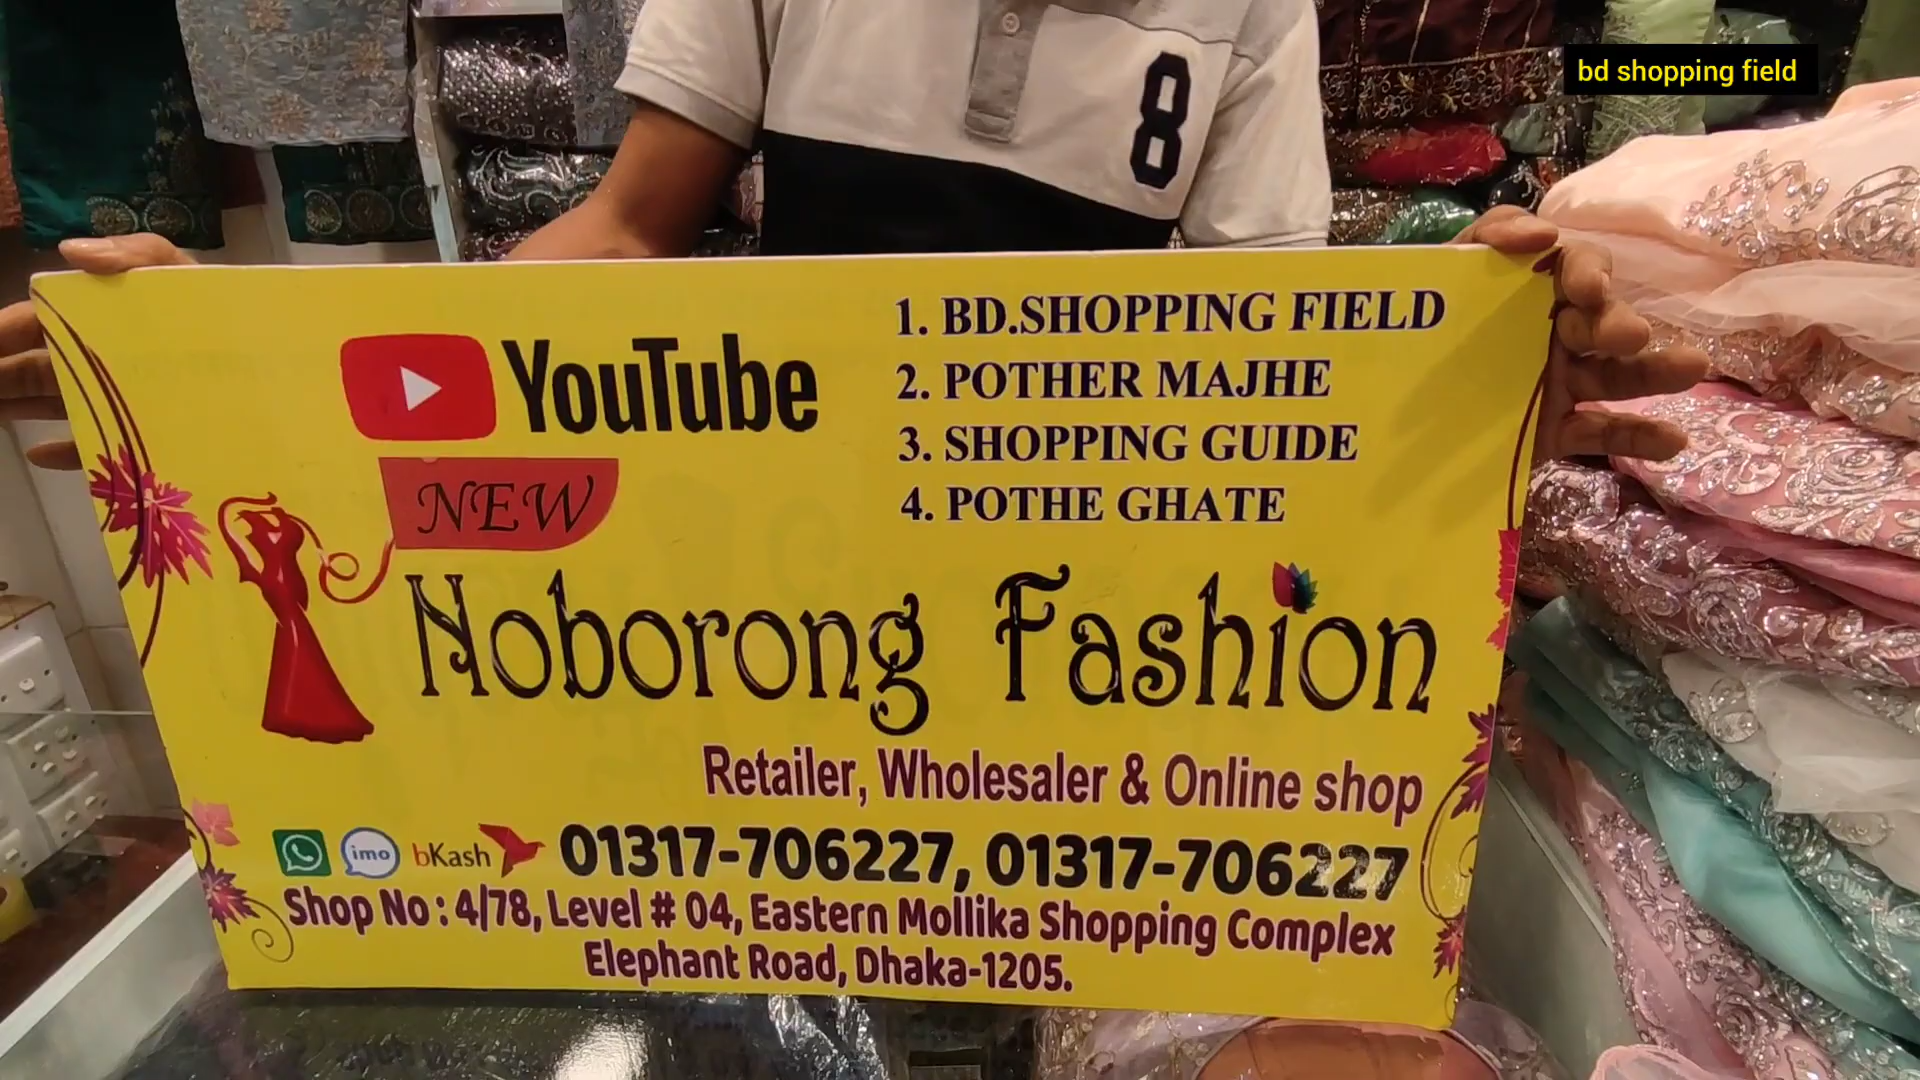 bd shopping field
8
YouTube
1. BD.SHOPPING FIELD
2. POTHER MAJHE
3. SHOPPING GUIDE
4. POTHE GHATE
NEW
Noborong Fashion
Retailer, Wholesaler & Online shop
imo bKash 01317-706227, 01317-706227
Shop No : 4/78, Level # 04, Eastern Mollika Shopping Complex
Elephant Road, Dhaka-1205.